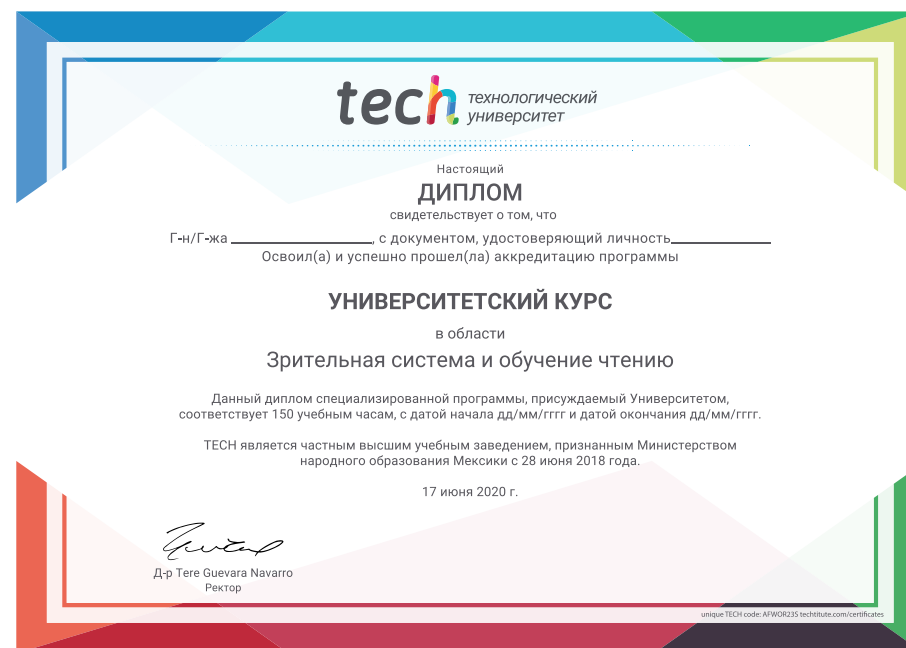 tech технологический
университет
Настоящий
ДИПЛОМ
свидетельствует о том, что
Г-н/Г-жа ____________________, с документом, удостоверяющий личность______________
Освоил(а) и успешно прошел(ла) аккредитацию программы
УНИВЕРСИТЕТСКИЙ КУРС
в области
Зрительная система и обучение чтению
Данный диплом специализированной программы, присуждаемый Университетом,
соответствует 150 учебным часам, с датой начала дд/мм/гггг и датой окончания дд/мм/гггг.
TECH является частным высшим учебным заведением, признанным Министерством
народного образования Мексики с 28 июня 2018 года.
17 июня 2020 г.
Д-р Tere Guevara Navarro
Ректор
unique TECH code: AFWOR23S techtitute.com/certificates